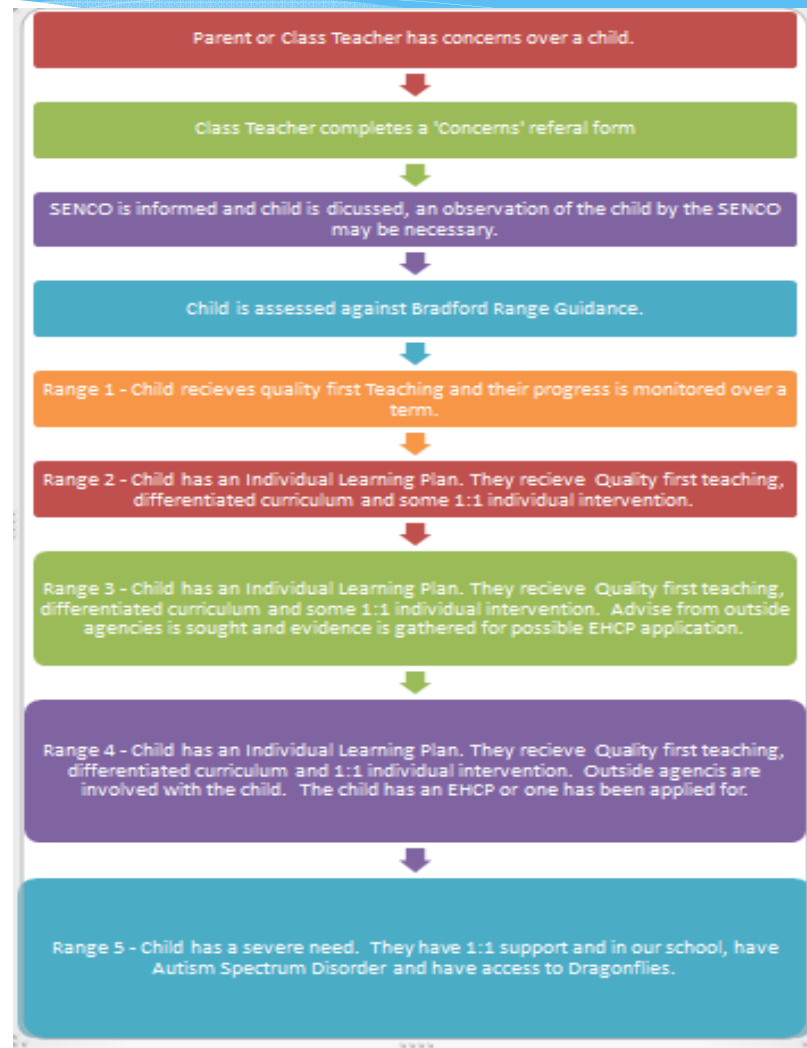 Parent or Class Teacher has concerns over a child.
Class Teacher completes a 'Concerns' referal form
SENCO is informed and child is dicussed, an observation of the child by the SENCO
may be necessary.
Child is assessed against Bradford Range Guidance.
Range 1 - Child recieves quality first Teaching and their progress is monitored over a
term.
Range 2 - Child has an Individual Learning Plan. They recieve Quality first teaching,
differentiated curriculum and some 1:1 individual intervention.
Range 3 - Child has an Individual Learning Plan. They recieve Quality first teaching,
differentiated curriculum and some 1:1 individual intervention. Advise from outside
agencies is sought and evidence is gathered for possible EHCP application.
Range 4 - Child has an Individual Learning Plan. They recieve Quality first teaching,
differentiated curriculum and 1:1 individual intervention. Outside agencis are
involved with the child. The child has an EHCP or one has been applied for.
Range 5 - Child has a severe need. They have 1:1 support and in our school, have
Autism Spectrum Disorder and have access to Dragonflies.